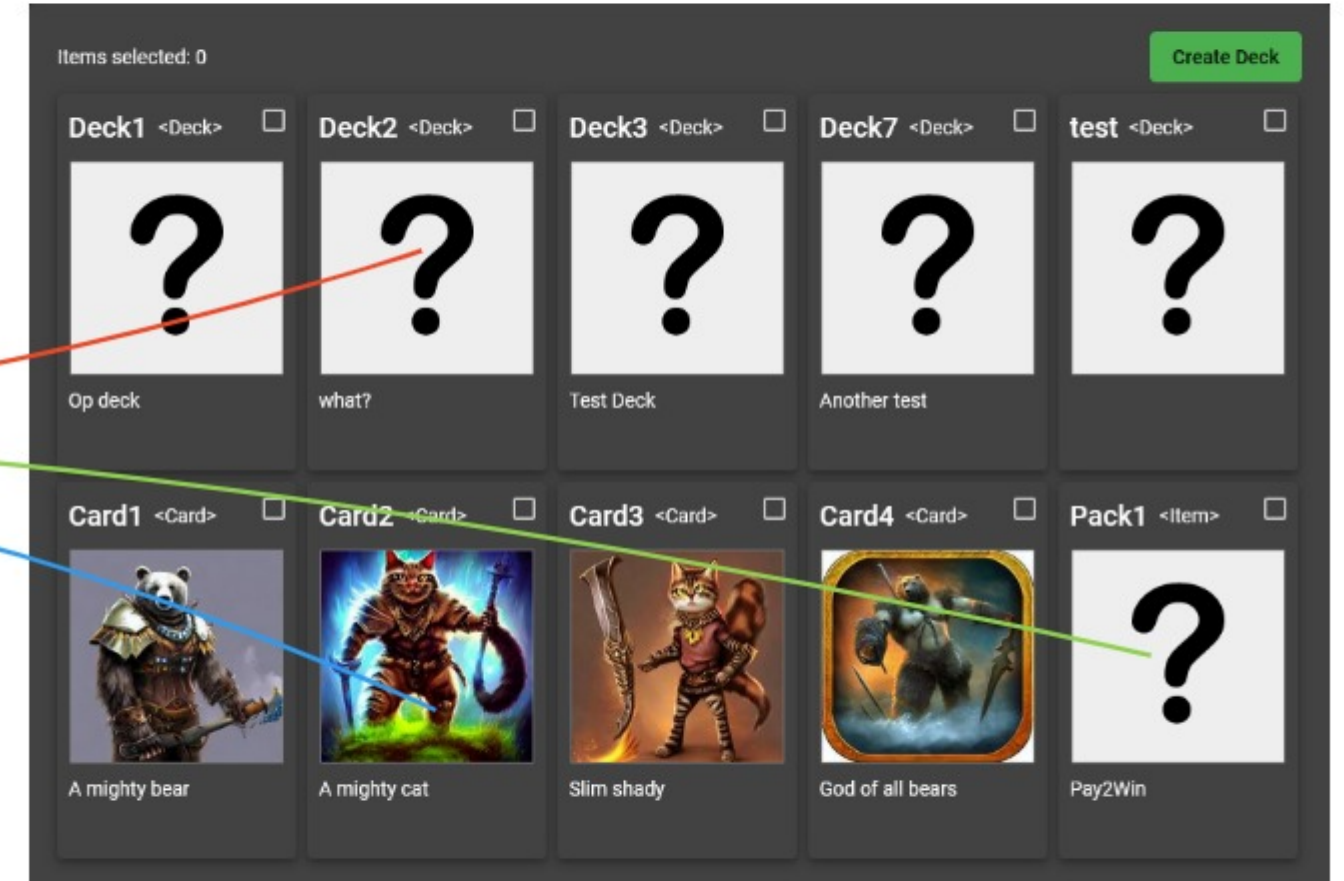 Items selected: 0
Create Deck
Deck1 <Deck>
Deck2 <Deck>
Deck3 <Deck>
Deck7 <Deck>
test <Deck>
?
?
?
?
?
Op deck
what?
Test Deck
Another test
Card1 <Card>
Card2 <Card>
Card3 <Card>
Card4 <Card>
Pack1 <Item>
?
A mighty bear
A mighty cat
Slim shady
God of all bears
Pay2Win